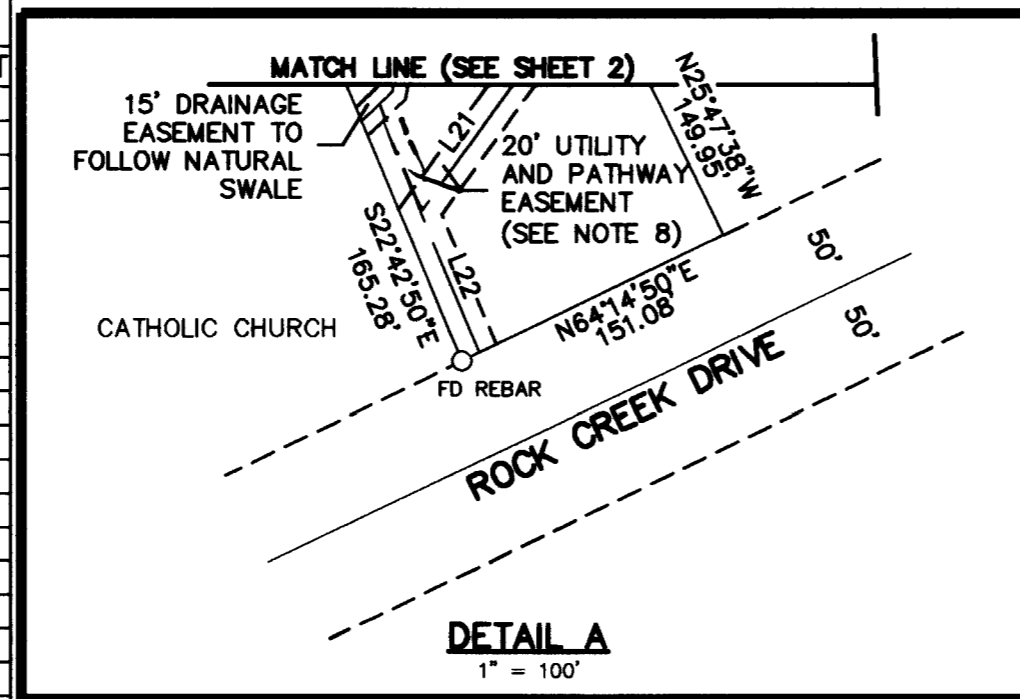 MATCH LINE (SEE SHEET 2)
15' DRAINAGE
EASEMENT TO
FOLLOW NATURAL
SWALE
L21
20' UTILITY
AND PATHWAY
EASEMENT
(SEE NOTE 8)
N25°47'38"W
149.95'
S22°42'50"E
165.28'
L22
CATHOLIC CHURCH
FD REBAR
N64°14'50"E
151.08'
50'
50'
ROCK CREEK DRIVE
DETAIL A
1" = 100'